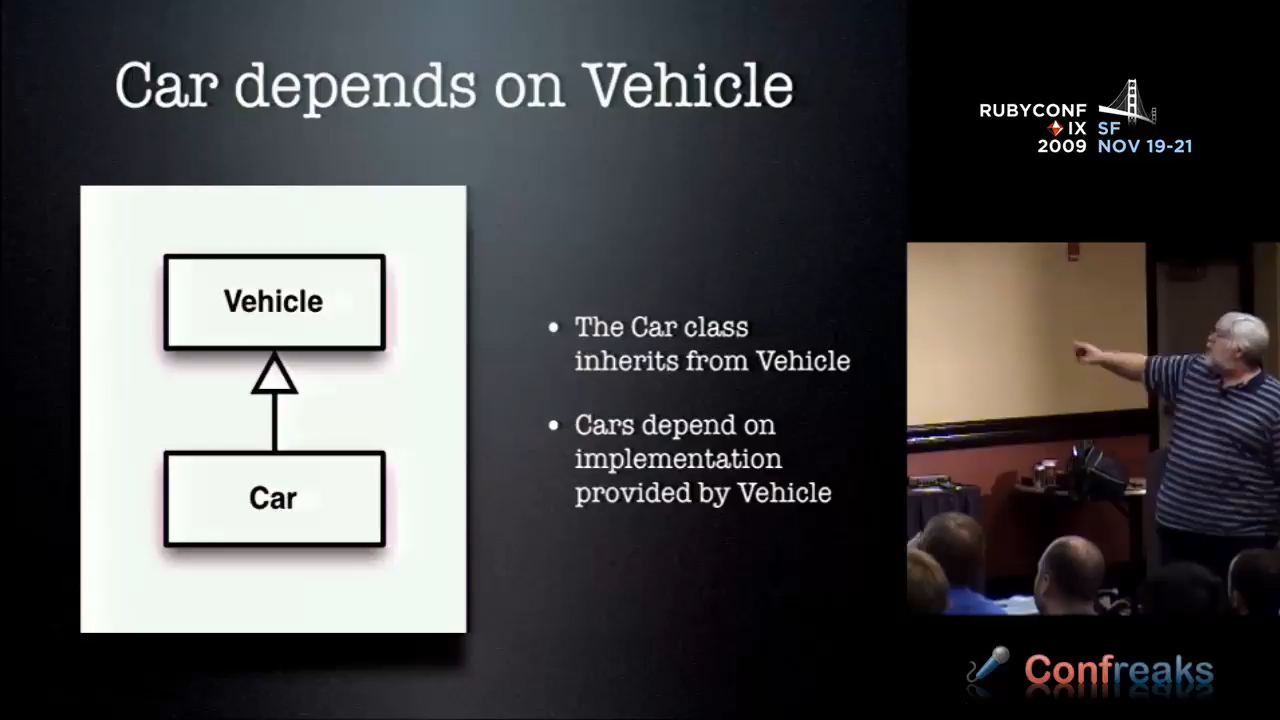 Car depends on Vehicle
Vehicle
Car
• The Car class
inherits from Vehicle
• Cars depend on
implementation
provided by Vehicle
RUBYCONF
IX SF
2009 NOV 19-21
Confreaks